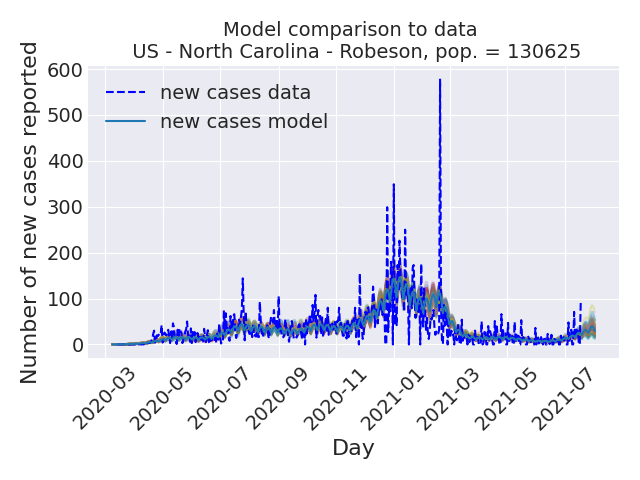 Model comparison to data
US - North Carolina - Robeson, pop. = 130625
Number of new cases reported
600
500
400
300
200
100
0
new cases data
new cases model
2020-03
2020-05
2020-07
2020-09
2020-11
2021-01
2021-03
2021-05
2021-07
Day